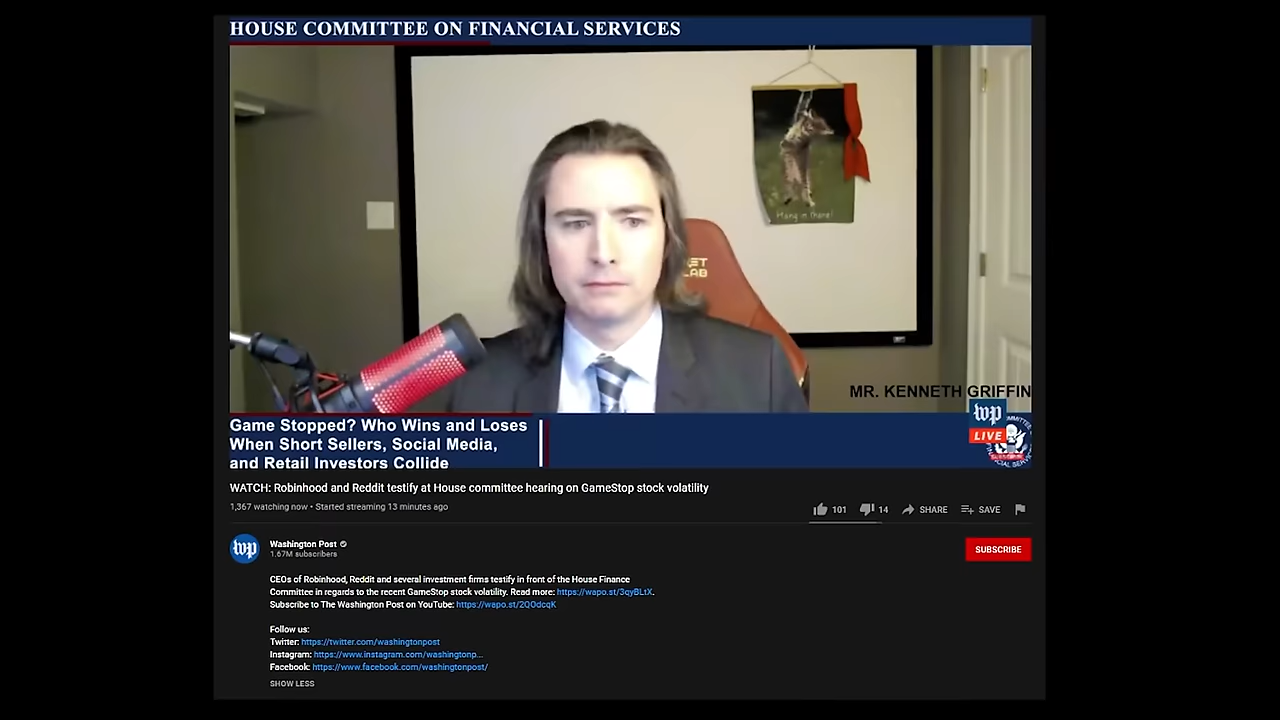 HOUSE COMMITTEE ON FINANCIAL SERVICES
Hang in there!
LAB
MR. KENNETH GRIFFIN
Game Stopped? Who Wins and Loses
When Short Sellers, Social Media,
and Retail Investors Collide
wp
LIVE
WATCH: Robinhood and Reddit testify at House committee hearing on GameStop stock volatility
1,367 watching now • Started streaming 13 minutes ago
101
14
SHARE
SAVE
wp
Washington Post
1.67M subscribers
SUBSCRIBE
CEOs of Robinhood, Reddit and several investment firms testify in front of the House Finance
Committee in regards to the recent GameStop stock volatility. Read more: https://wapo.st/3qyBLtX.
Subscribe to The Washington Post on YouTube: https://wapo.st/2QOdcqK
Follow us:
Twitter: https://twitter.com/washingtonpost
Instagram: https://www.instagram.com/washingtonp...
Facebook: https://www.facebook.com/washingtonpost/
SHOW LESS